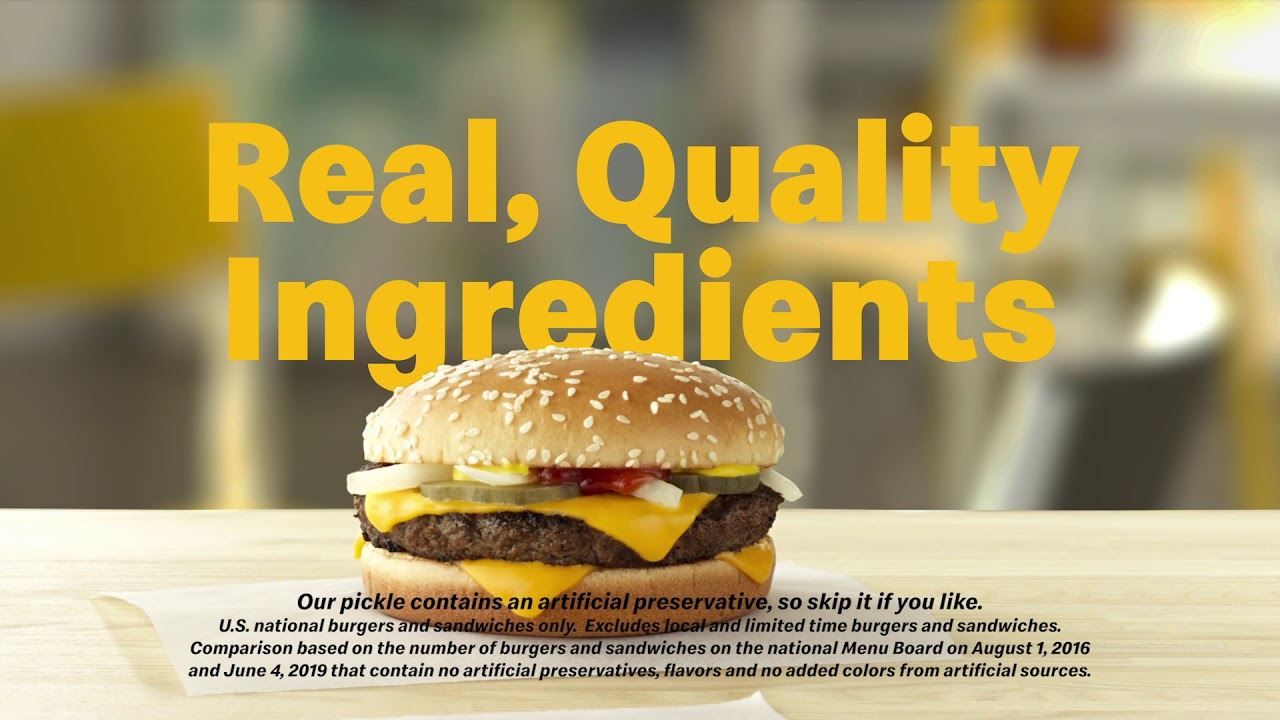 Real, Quality
Ingredients
Our pickle contains an artificial preservative, so skip it if you like.
U.S. national burgers and sandwiches only. Excludes local and limited time burgers and sandwiches.
Comparison based on the number of burgers and sandwiches on the national Menu Board on August 1, 2016
and June 4, 2019 that contain no artificial preservatives, flavors and no added colors from artificial sources.